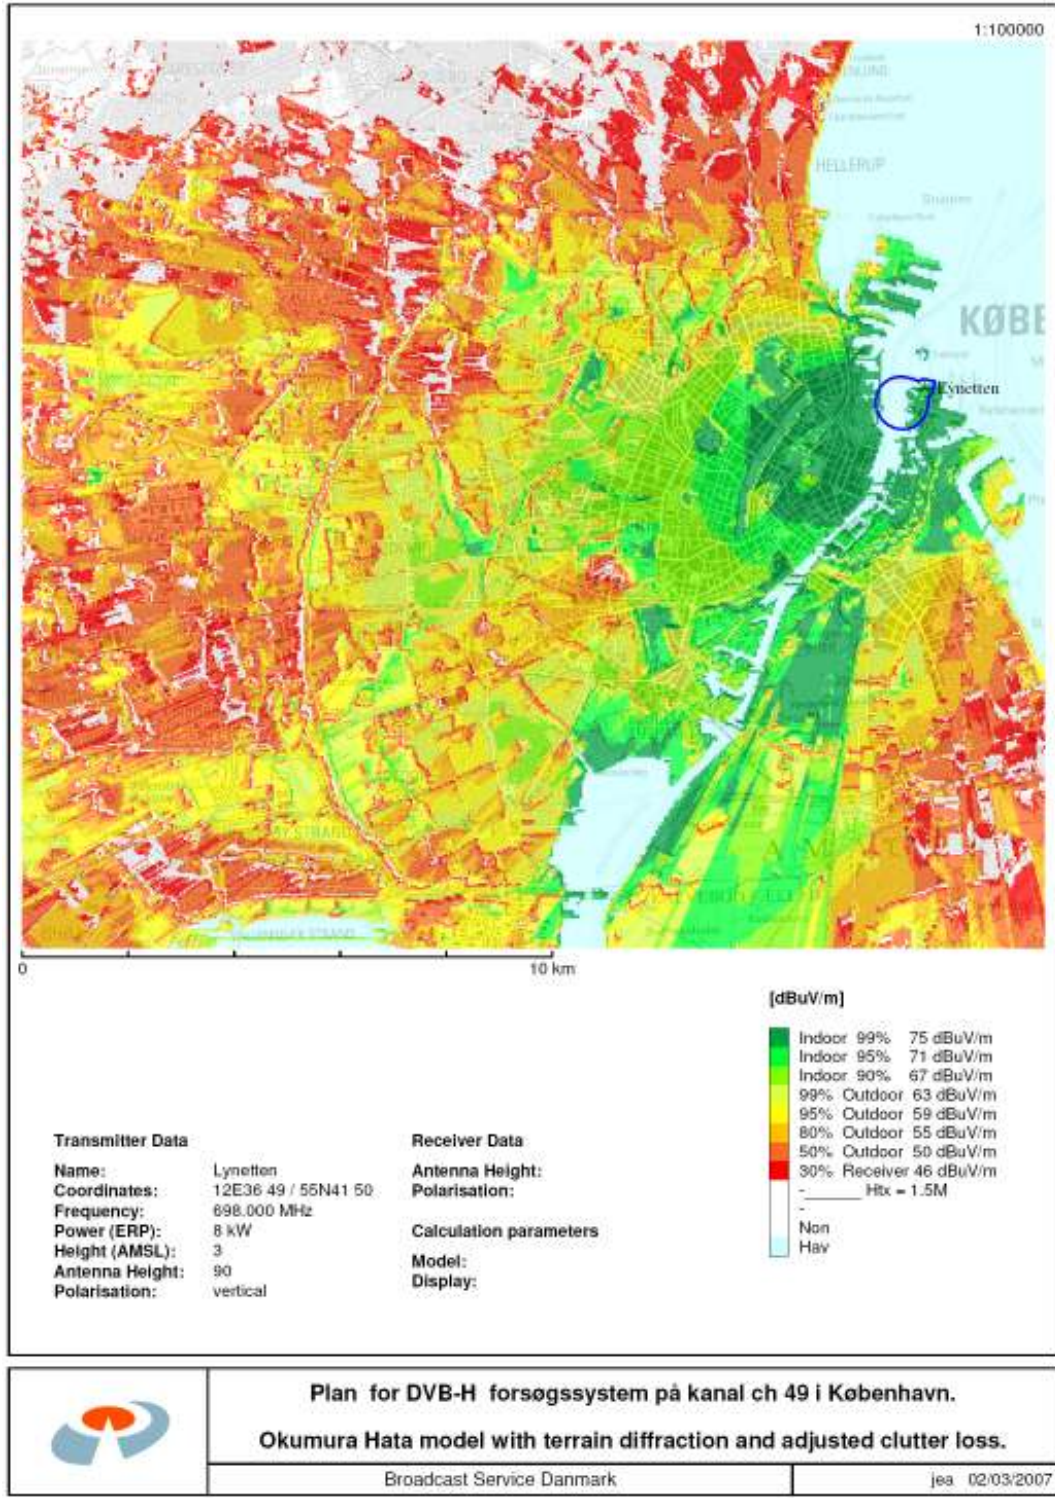 1:100000
HELLERUP
KØBE
Lynetten
0
10 km
[dBuV/m]
Indoor 99% 75 dBuV/m
Indoor 95% 71 dBuV/m
Indoor 90% 67 dBuV/m
99% Outdoor 63 dBuV/m
95% Outdoor 59 dBuV/m
80% Outdoor 55 dBuV/m
50% Outdoor 50 dBuV/m
30% Receiver 46 dBuV/m
-______ Htx = 1.5M
-
Non
Hav
Transmitter Data
Name: Lynetten
Coordinates: 12E36 49 / 55N41 50
Frequency: 698.000 MHz
Power (ERP): 8 kW
Height (AMSL): 3
Antenna Height: 90
Polarisation: vertical
Receiver Data
Antenna Height:
Polarisation:
Calculation parameters
Model:
Display:
Plan for DVB-H forsøgssystem på kanal ch 49 i København.
Okumura Hata model with terrain diffraction and adjusted clutter loss.
Broadcast Service Danmark
jea 02/03/2007